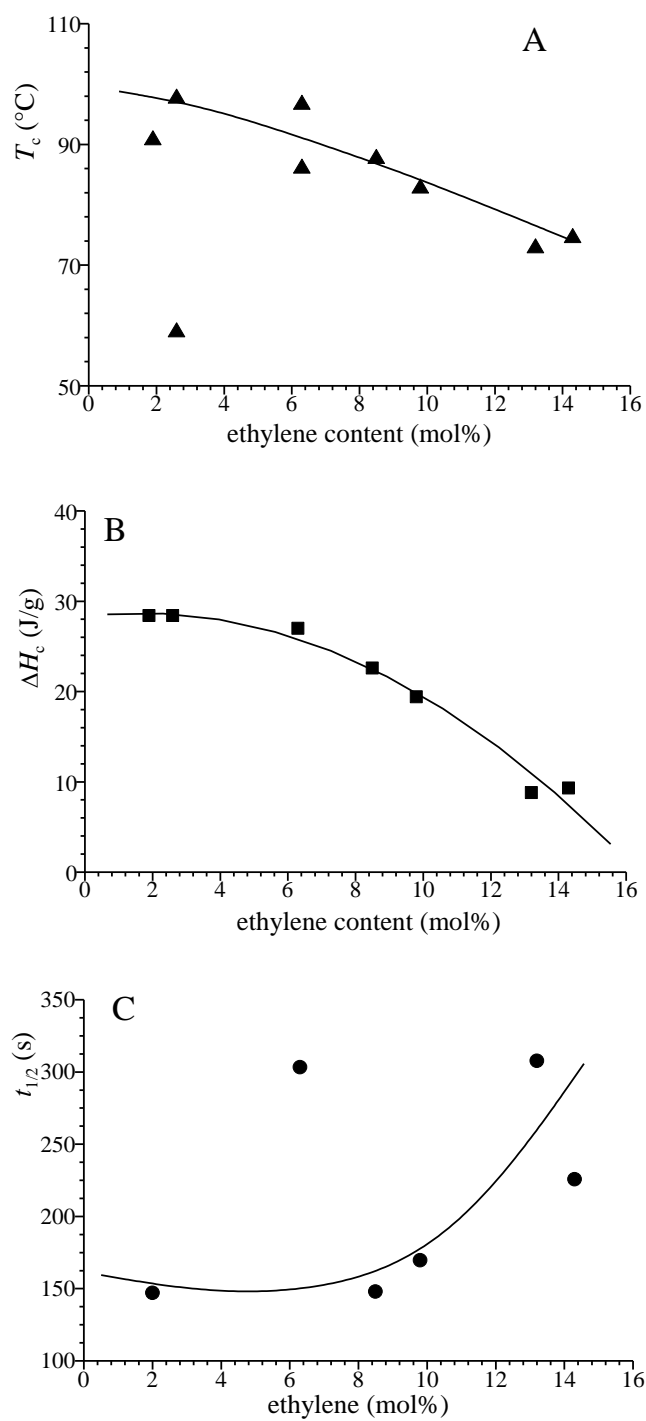 A
T_c (°C)
110
90
70
50
0 2 4 6 8 10 12 14 16
ethylene content (mol%)
B
ΔH_c (J/g)
40
30
20
10
0
0 2 4 6 8 10 12 14 16
ethylene content (mol%)
C
t_{1/2} (s)
350
300
250
200
150
100
0 2 4 6 8 10 12 14 16
ethylene (mol%)